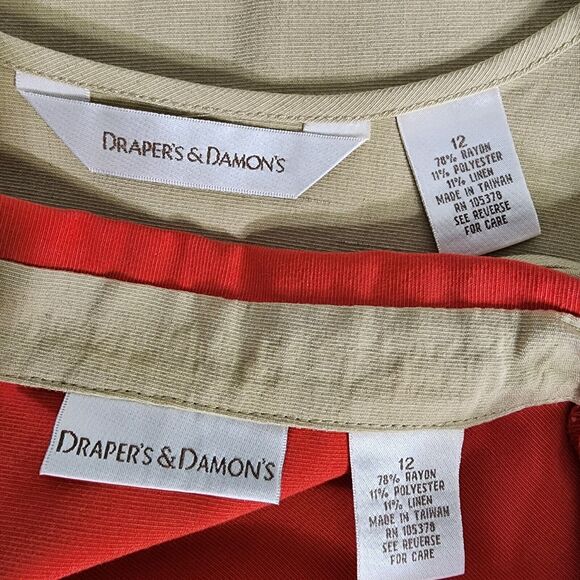 DRAPER'S & DAMON'S
12
78% RAYON
11% POLYESTER
11% LINEN
MADE IN TAIWAN
RN 105378
SEE REVERSE
FOR CARE
DRAPER'S & DAMON'S
12
78% RAYON
11% POLYESTER
11% LINEN
MADE IN TAIWAN
RN 105378
SEE REVERSE
FOR CARE